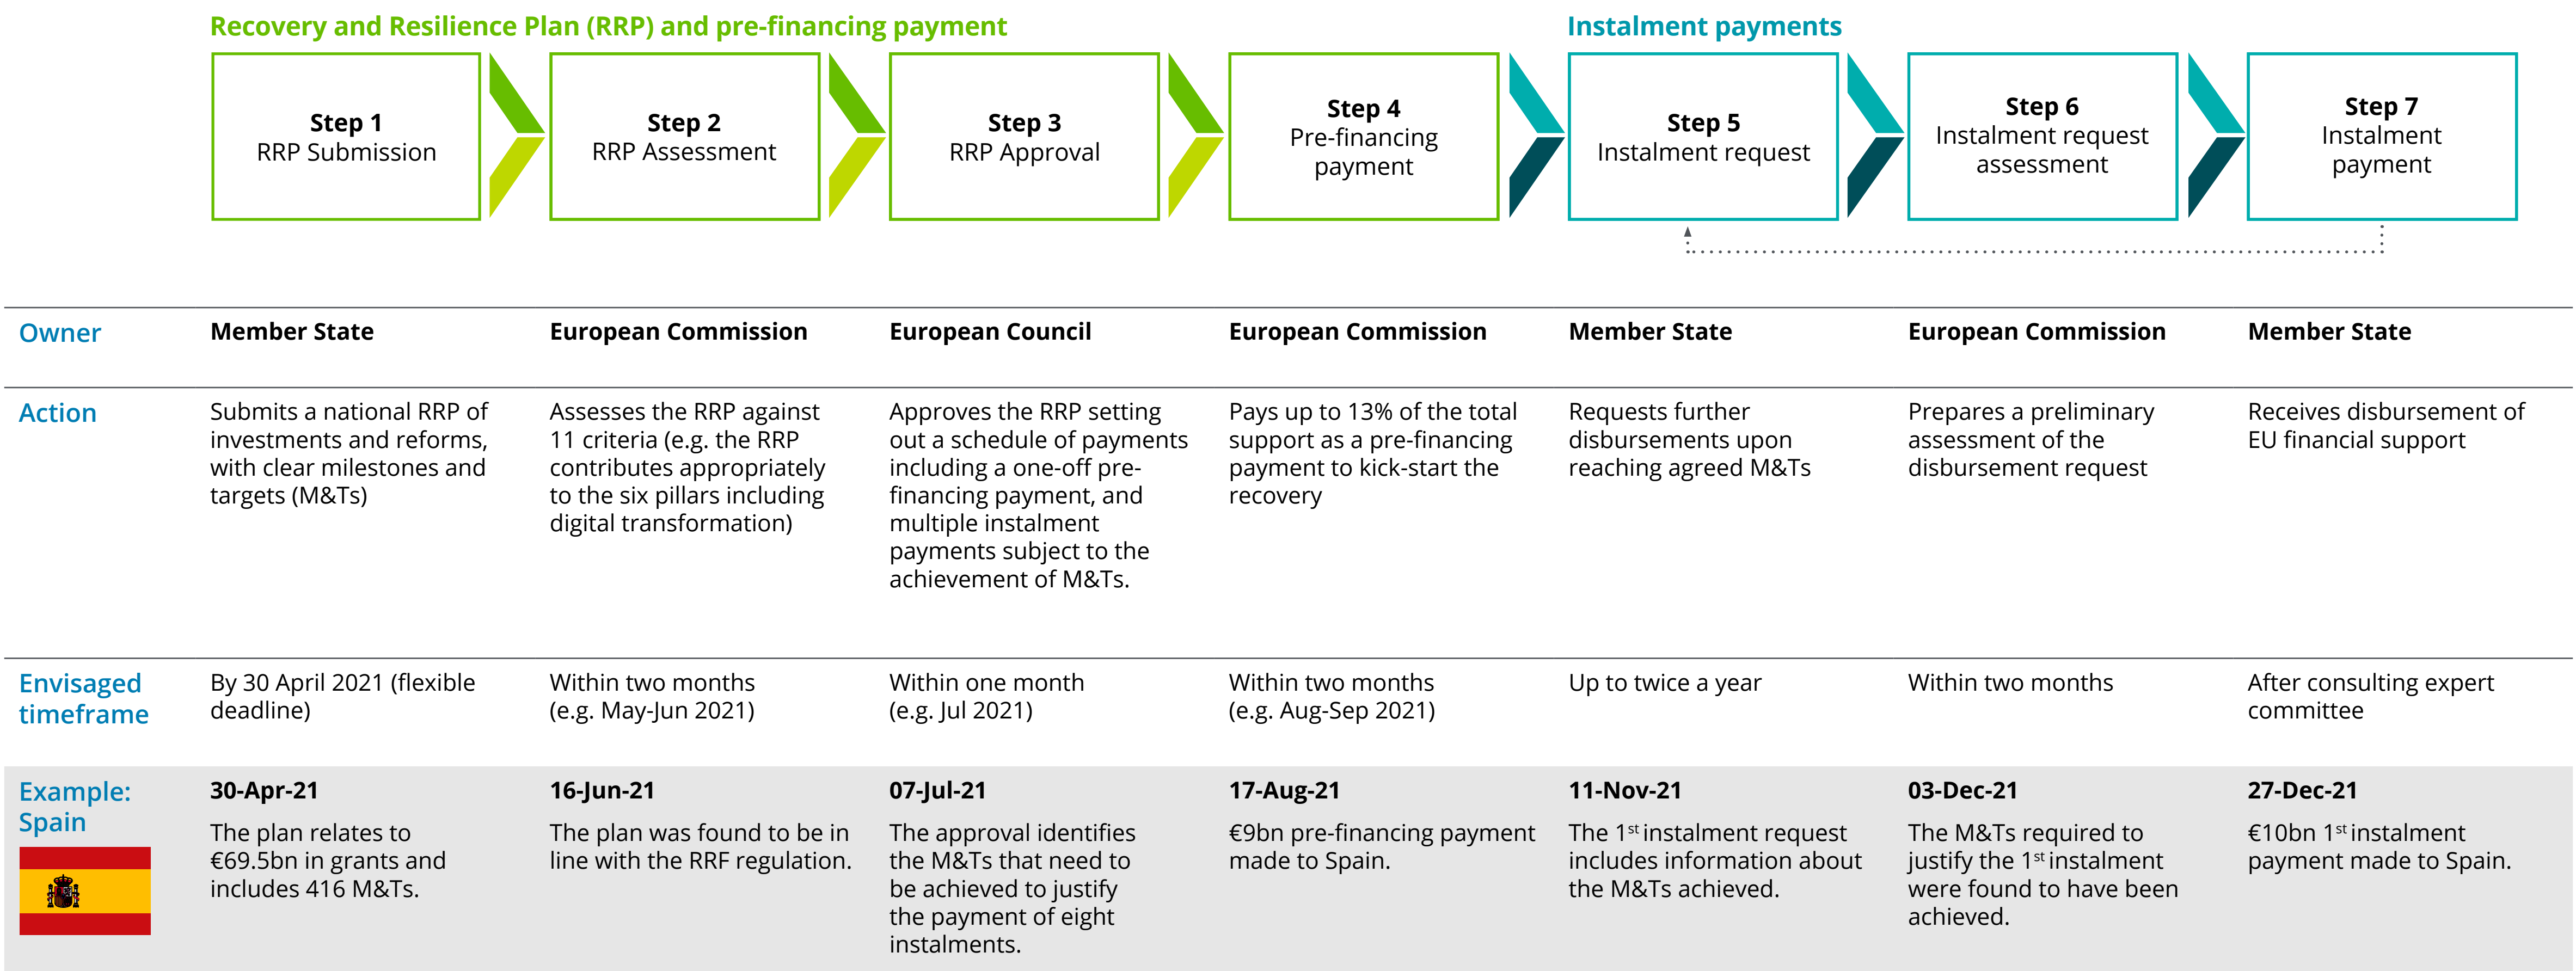 Recovery and Resilience Plan (RRP) and pre-financing payment
Instalment payments
Step 1
RRP Submission
Step 2
RRP Assessment
Step 3
RRP Approval
Step 4
Pre-financing
payment
Step 5
Instalment request
Step 6
Instalment request
assessment
Step 7
Instalment
payment
Owner
Member State
European Commission
European Council
European Commission
Member State
European Commission
Member State
Action
Submits a national RRP of
investments and reforms,
with clear milestones and
targets (M&Ts)
Assesses the RRP against
11 criteria (e.g. the RRP
contributes appropriately
to the six pillars including
digital transformation)
Approves the RRP setting
out a schedule of payments
including a one-off pre-
financing payment, and
multiple instalment
payments subject to the
achievement of M&Ts.
Pays up to 13% of the total
support as a pre-financing
payment to kick-start the
recovery
Requests further
disbursements upon
reaching agreed M&Ts
Prepares a preliminary
assessment of the
disbursement request
Receives disbursement of
EU financial support
Envisaged
timeframe
By 30 April 2021 (flexible
deadline)
Within two months
(e.g. May-Jun 2021)
Within one month
(e.g. Jul 2021)
Within two months
(e.g. Aug-Sep 2021)
Up to twice a year
Within two months
After consulting expert
committee
Example:
Spain
30-Apr-21
The plan relates to
€69.5bn in grants and
includes 416 M&Ts.
16-Jun-21
The plan was found to be in
line with the RRF regulation.
07-Jul-21
The approval identifies
the M&Ts that need to
be achieved to justify
the payment of eight
instalments.
17-Aug-21
€9bn pre-financing payment
made to Spain.
11-Nov-21
The 1st instalment request
includes information about
the M&Ts achieved.
03-Dec-21
The M&Ts required to
justify the 1st instalment
were found to have been
achieved.
27-Dec-21
€10bn 1st instalment
payment made to Spain.